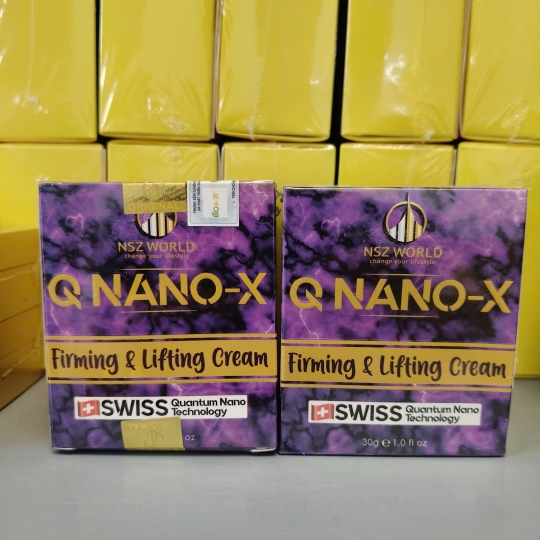 NSZ WORLD
change your lifestyle
Q NANO-X
Firming & Lifting Cream
SWISS Quantum Nano
Technology
oz
NSZ WORLD
change your lifestyle
Q NANO-X
Firming & Lifting Cream
SWISS Quantum Nano
Technology
30g e 1.0 fl oz